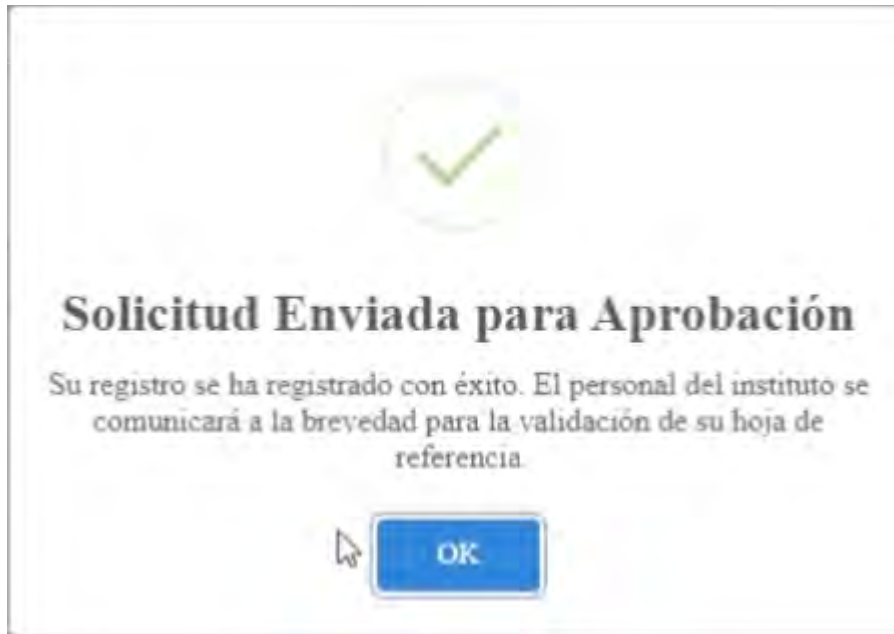 Solicitud Enviada para Aprobación
Su registro se ha registrado con éxito. El personal del instituto se
comunicará a la brevedad para la validación de su hoja de
referencia.
OK